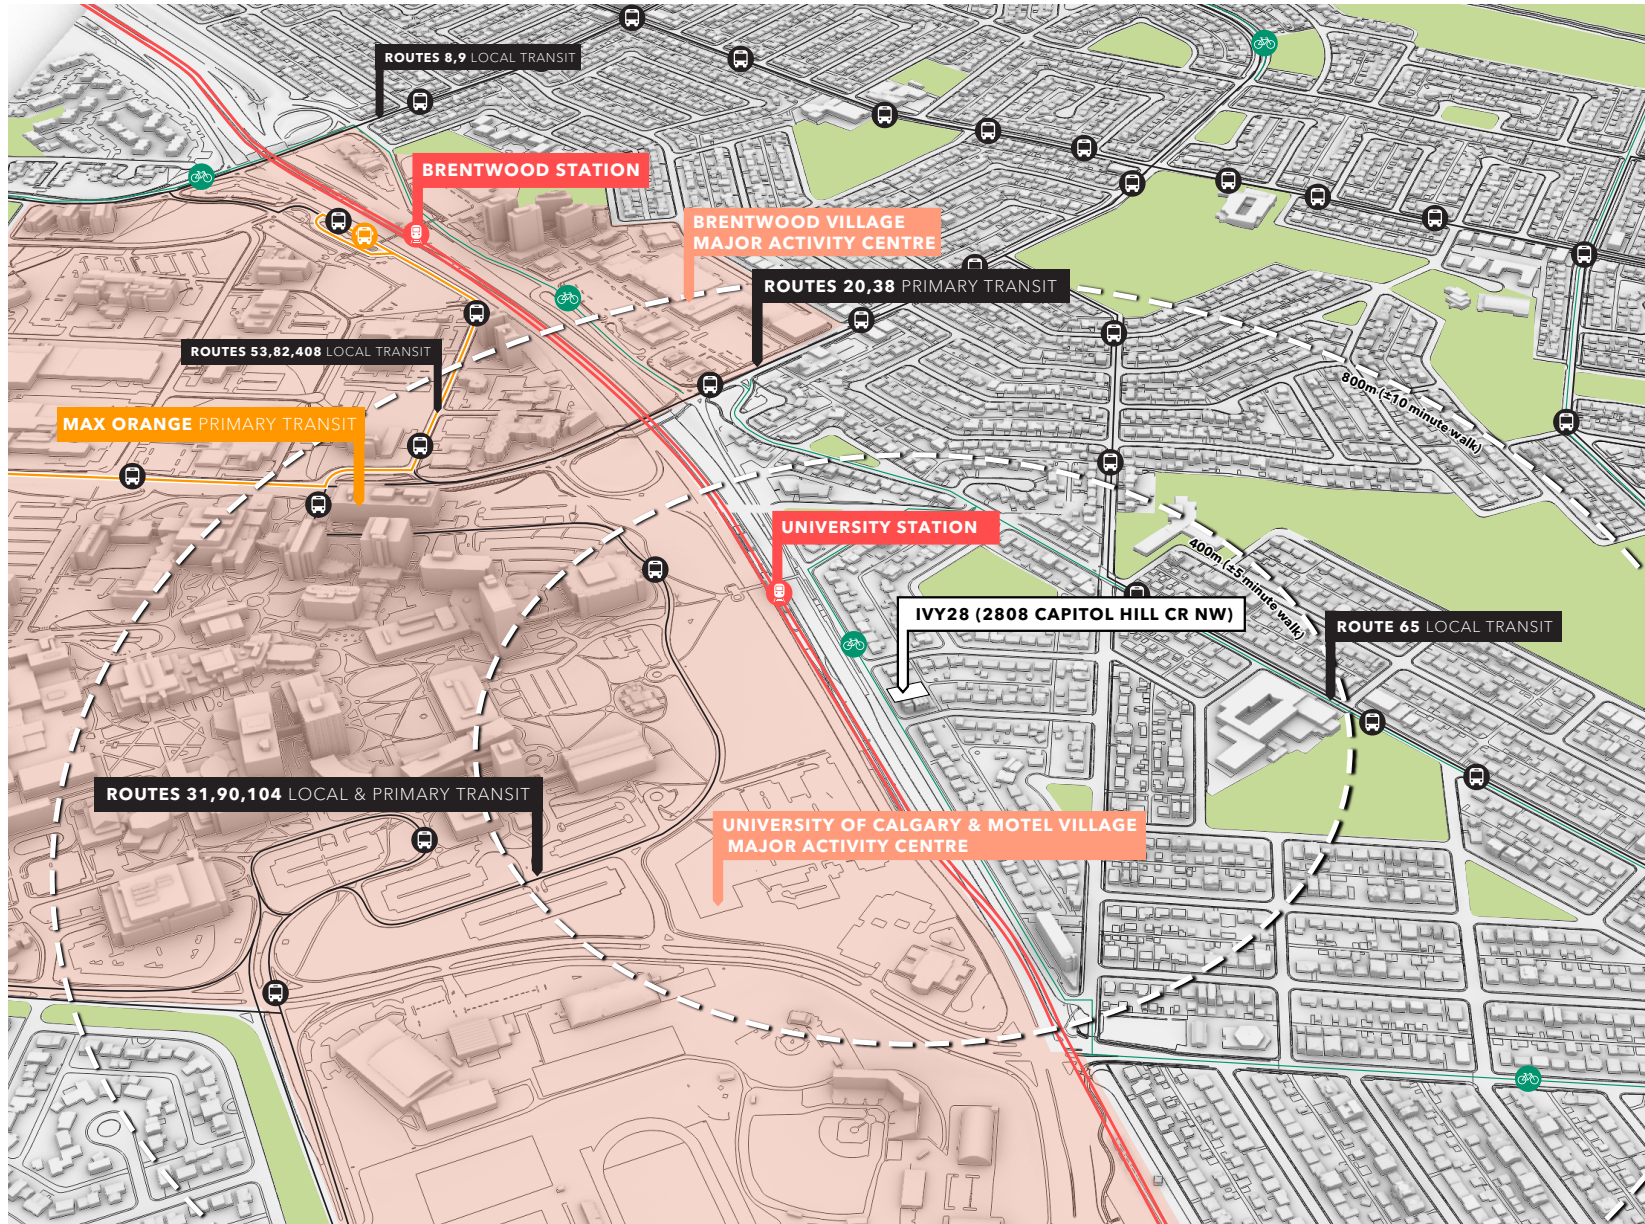 ROUTES 8,9 LOCAL TRANSIT
BRENTWOOD STATION
BRENTWOOD VILLAGE
MAJOR ACTIVITY CENTRE
ROUTES 20,38 PRIMARY TRANSIT
ROUTES 53,82,408 LOCAL TRANSIT
800m (±10 minute walk)
MAX ORANGE PRIMARY TRANSIT
UNIVERSITY STATION
400m (±5 minute walk)
IVY28 (2808 CAPITOL HILL CR NW)
ROUTE 65 LOCAL TRANSIT
ROUTES 31,90,104 LOCAL & PRIMARY TRANSIT
UNIVERSITY OF CALGARY & MOTEL VILLAGE
MAJOR ACTIVITY CENTRE